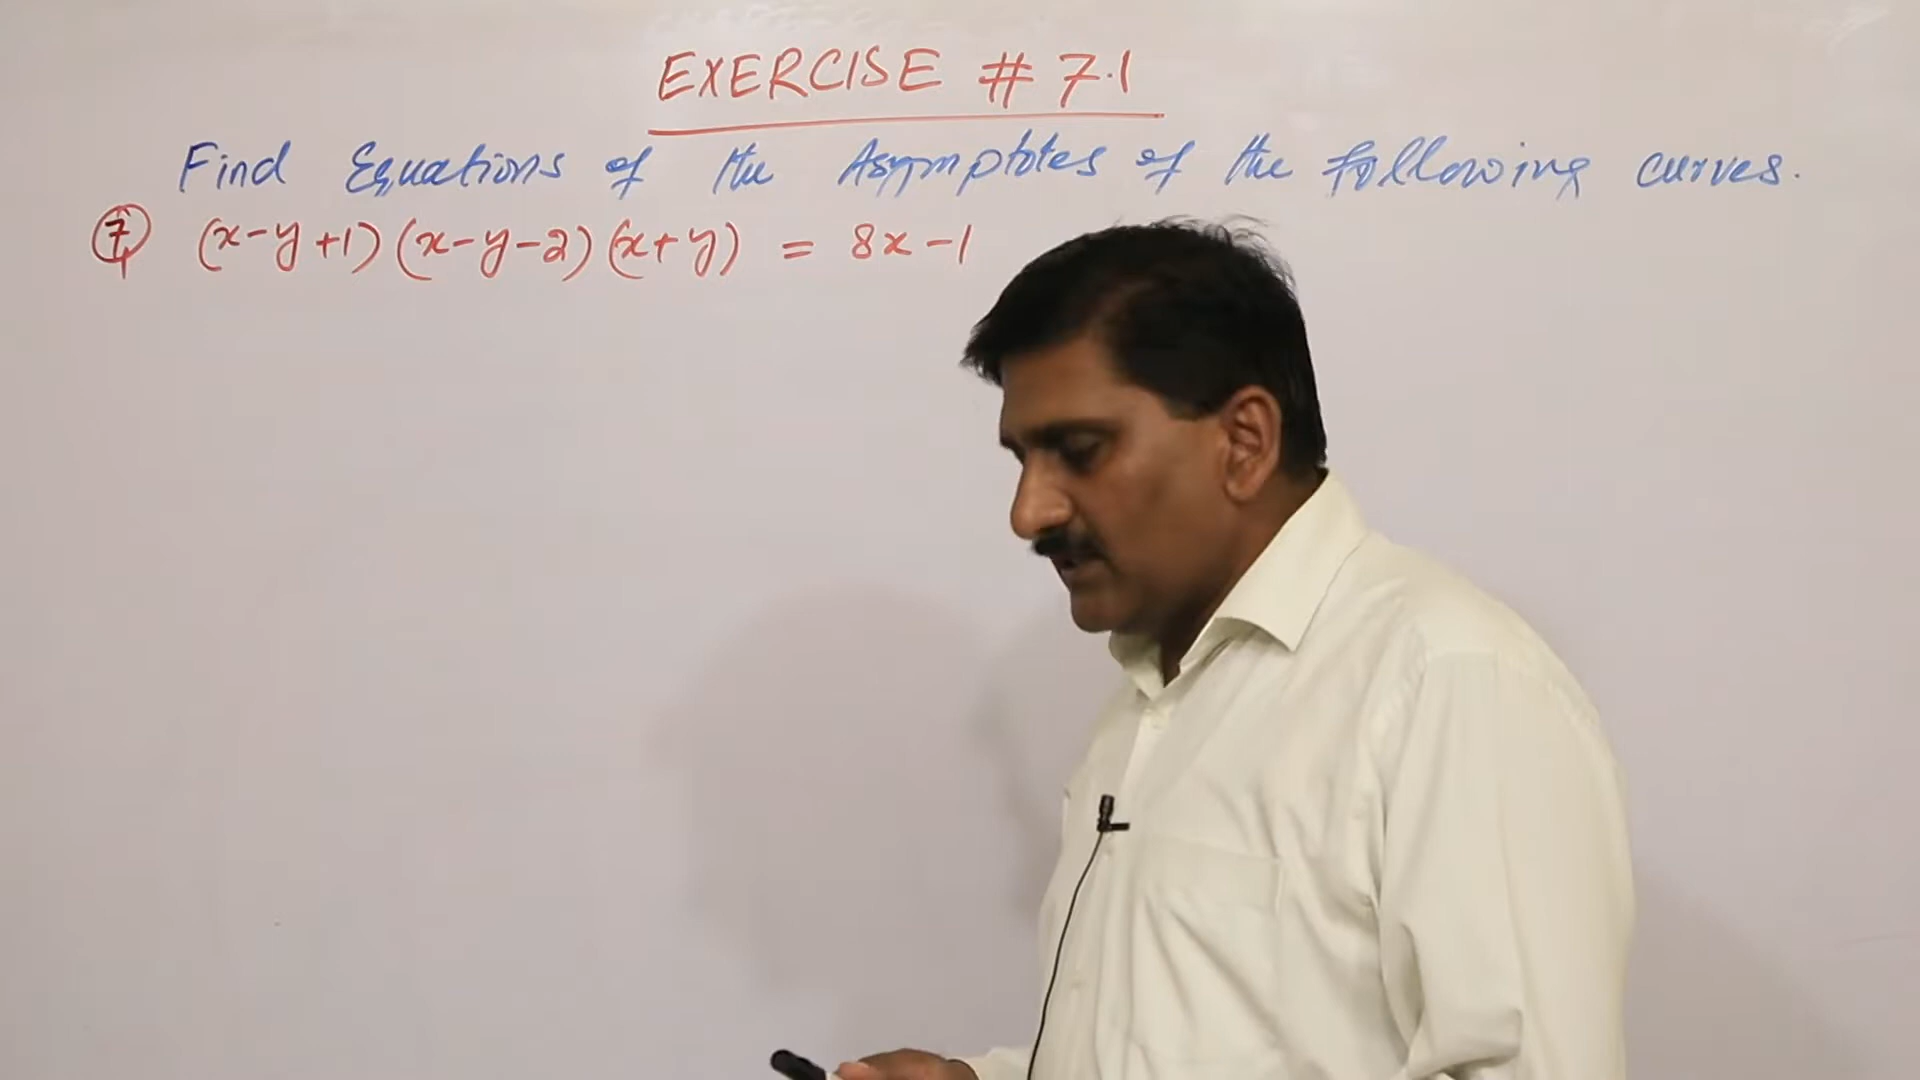 EXERCISE # 7.1
Find Equations of the Asymptotes of the following curves.
7 (x-y+1)(x-y-2)(x+y) = 8x-1